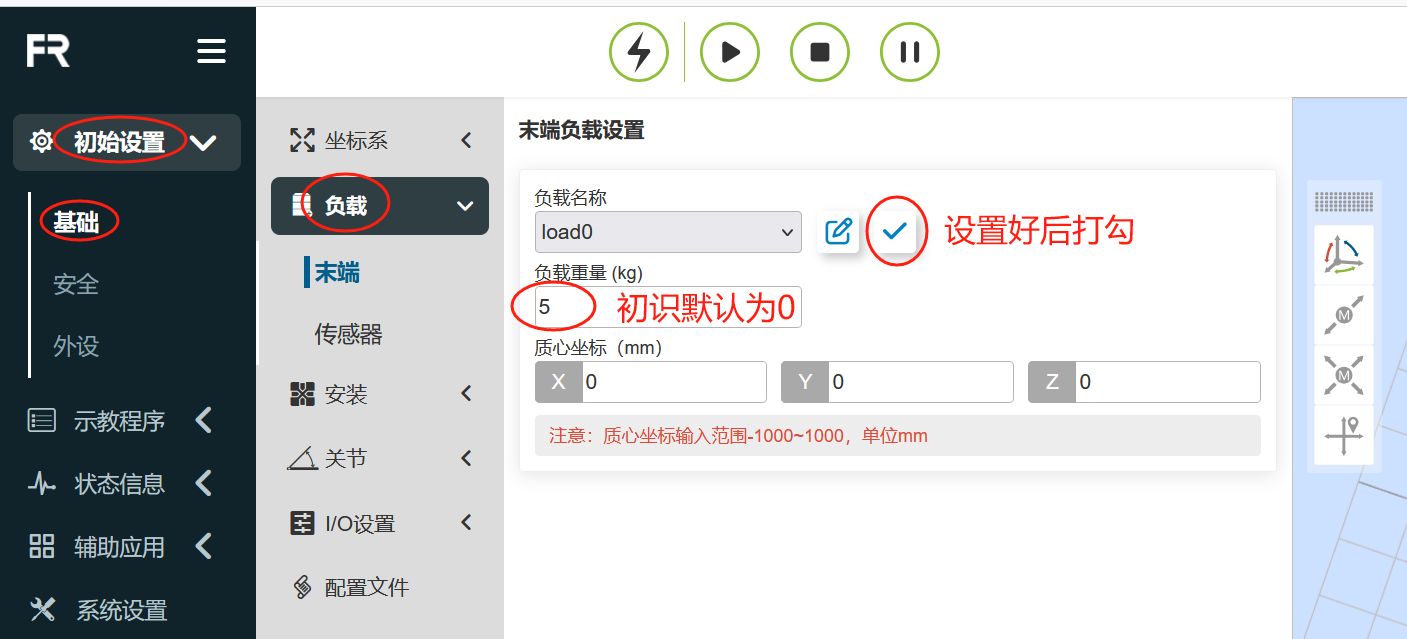 FR
初始设置
基础
安全
外设
示教程序
状态信息
辅助应用
系统设置
坐标系
负载
末端
传感器
安装
关节
I/O设置
配置文件
末端负载设置
负载名称
load0
设置好后打勾
负载重量 (kg)
5
初识默认为0
质心坐标（mm）
X 0
Y 0
Z 0
注意：质心坐标输入范围-1000~1000，单位mm
M
M